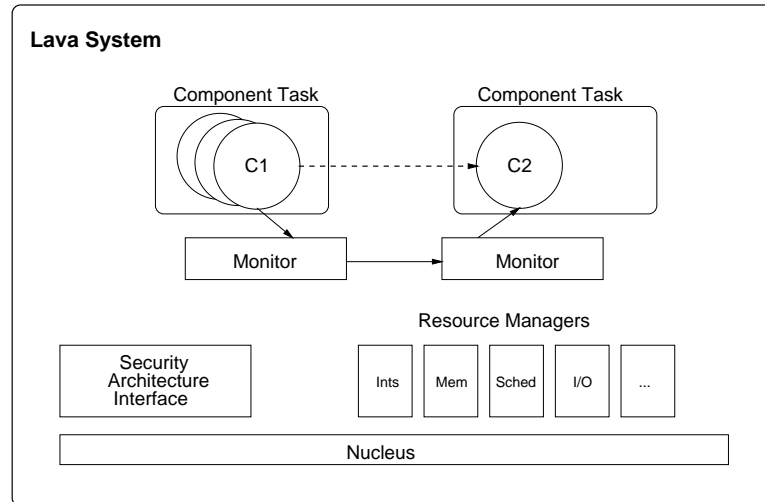 Lava System
Component Task
Component Task
C1
C2
Monitor
Monitor
Resource Managers
Security
Architecture
Interface
Ints
Mem
Sched
I/O
...
Nucleus